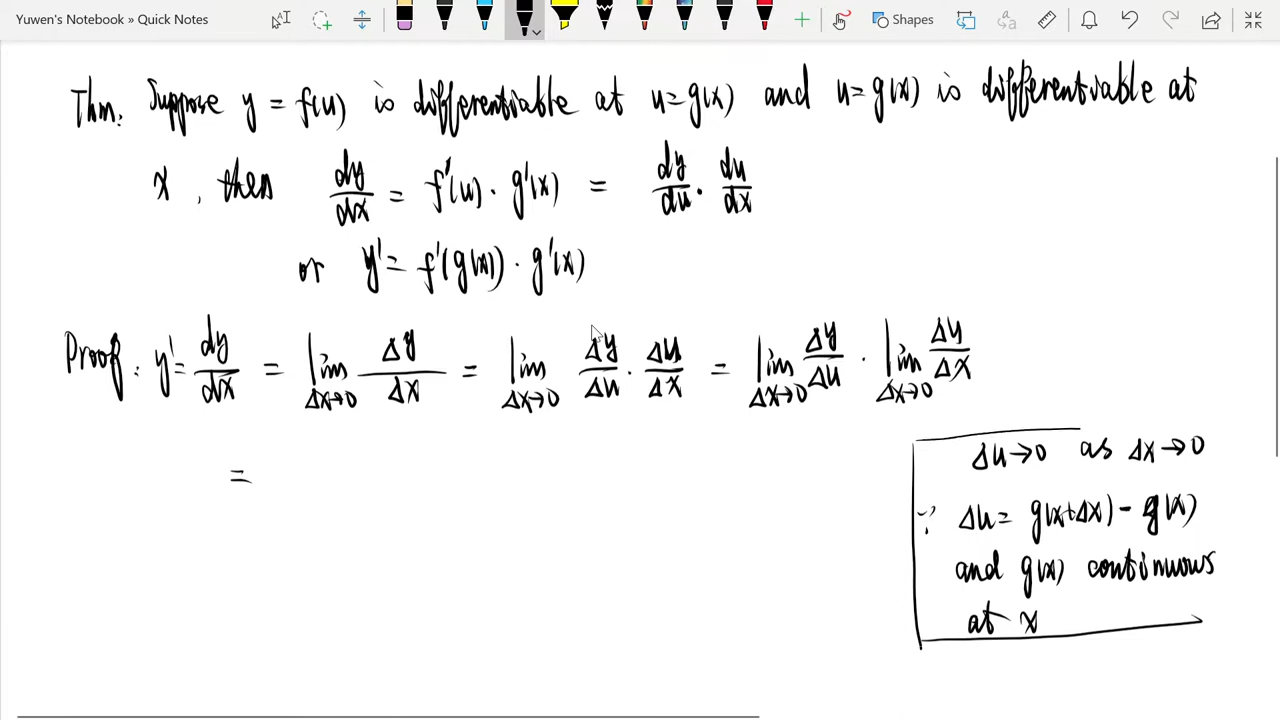 Yuwen's Notebook » Quick Notes
Shapes
Thm. Suppose y = f(u) is differentiable at u=g(x) and u=g(x) is differentiable at
x, then dy/dx = f'(u) · g'(x) = dy/du · du/dx
or y' = f'(g(x)) · g'(x)
Proof: y' = dy/dx = lim Δx→0 Δy/Δx = lim Δx→0 Δy/Δu · Δu/Δx = lim Δx→0 Δy/Δu · lim Δx→0 Δu/Δx
=
Δu→0 as Δx→0
∵ Δu = g(x+Δx) - g(x)
and g(x) continuous
at x